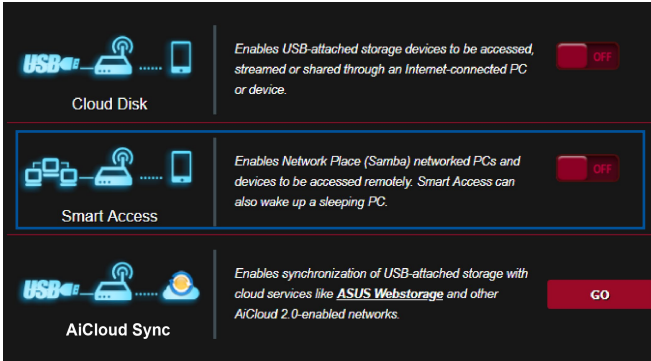 USB
Enables USB-attached storage devices to be accessed,
streamed or shared through an Internet-connected PC
or device.
OFF
Cloud Disk
Enables Network Place (Samba) networked PCs and
devices to be accessed remotely. Smart Access can
also wake up a sleeping PC.
OFF
Smart Access
USB
Enables synchronization of USB-attached storage with
cloud services like ASUS Webstorage and other
AiCloud 2.0-enabled networks.
GO
AiCloud Sync